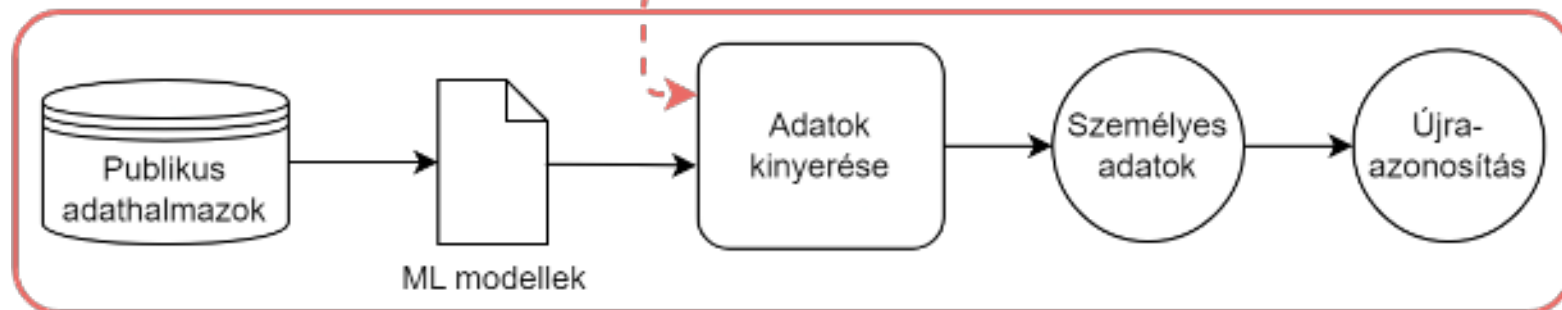 Publikus
adathalmazok
ML modellek
Adatok
kinyerése
Személyes
adatok
Újra-
azonosítás